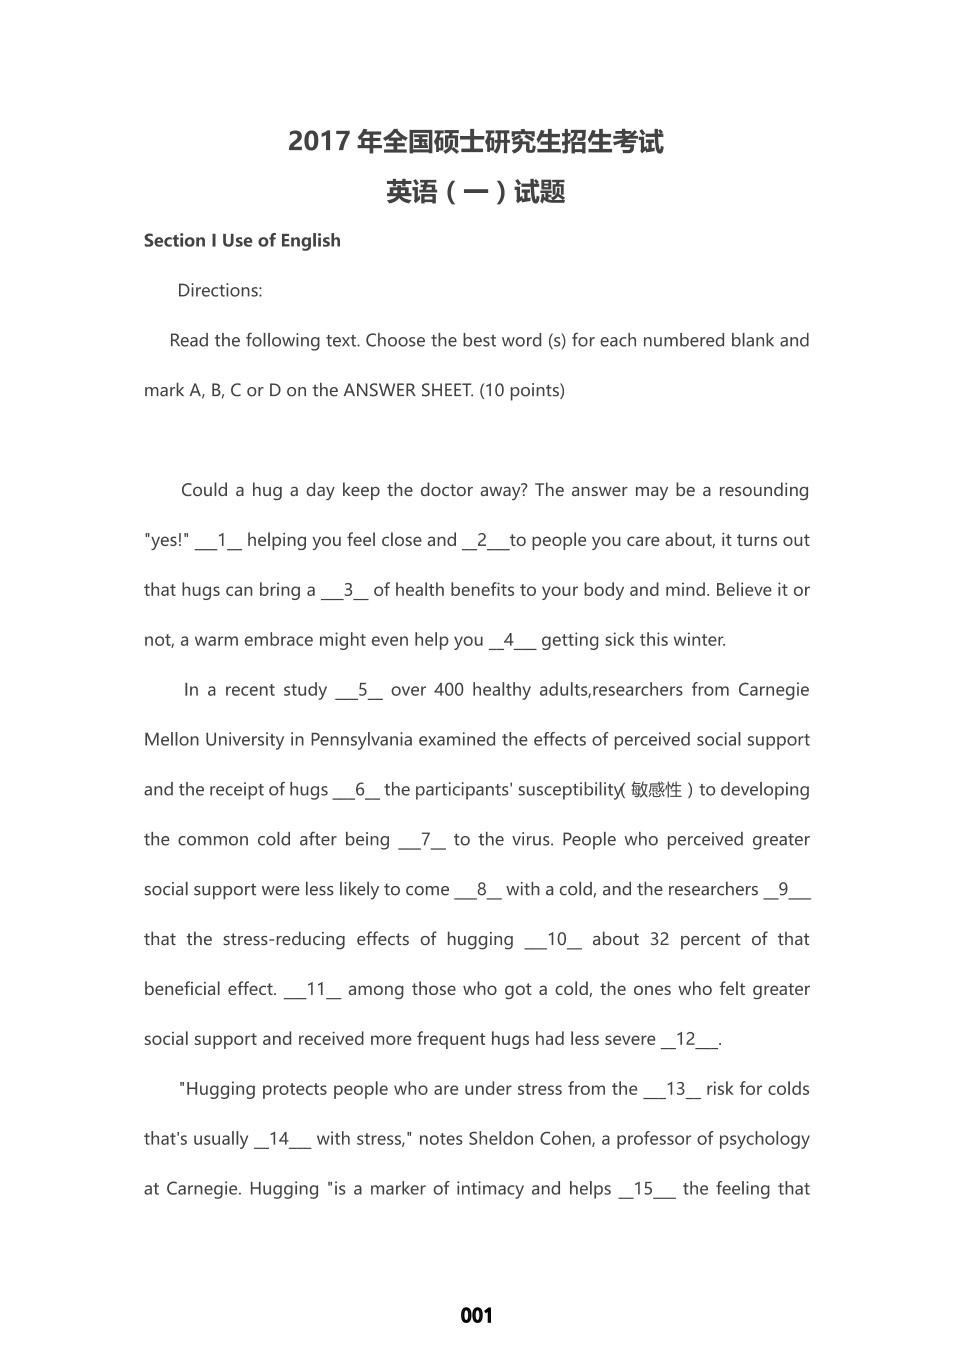 2017 年全国硕士研究生招生考试
英语（一）试题
Section I Use of English
Directions:
Read the following text. Choose the best word (s) for each numbered blank and
mark A, B, C or D on the ANSWER SHEET. (10 points)
Could a hug a day keep the doctor away? The answer may be a resounding
"yes!" ___1__ helping you feel close and __2___to people you care about, it turns out
that hugs can bring a ___3__ of health benefits to your body and mind. Believe it or
not, a warm embrace might even help you __4___ getting sick this winter.
In a recent study ___5__ over 400 healthy adults,researchers from Carnegie
Mellon University in Pennsylvania examined the effects of perceived social support
and the receipt of hugs ___6__ the participants' susceptibility（敏感性）to developing
the common cold after being ___7__ to the virus. People who perceived greater
social support were less likely to come ___8__ with a cold, and the researchers __9___
that the stress-reducing effects of hugging ___10__ about 32 percent of that
beneficial effect. ___11__ among those who got a cold, the ones who felt greater
social support and received more frequent hugs had less severe __12___.
"Hugging protects people who are under stress from the ___13__ risk for colds
that's usually __14___ with stress," notes Sheldon Cohen, a professor of psychology
at Carnegie. Hugging "is a marker of intimacy and helps __15___ the feeling that
001